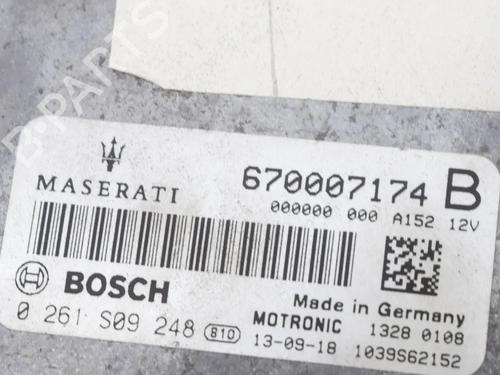 B-PARTS
MASERATI
670007174 B
000000 000 A152 12V
BOSCH
Made in Germany
0 261 S09 248 810
MOTRONIC 1328 0108
13-09-18 1039S62152